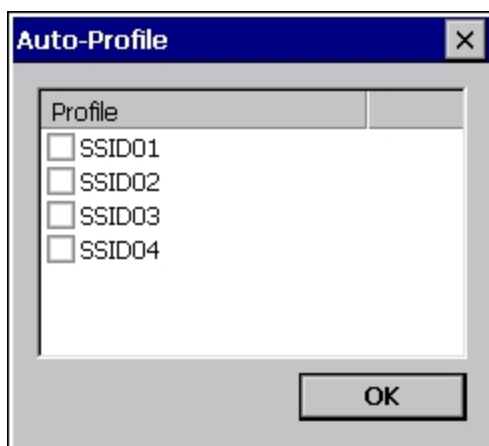 Auto-Profile
Profile
SSID01
SSID02
SSID03
SSID04
OK